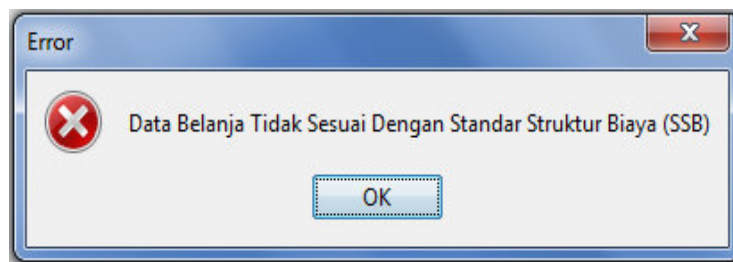 Error
Data Belanja Tidak Sesuai Dengan Standar Struktur Biaya (SSB)
OK